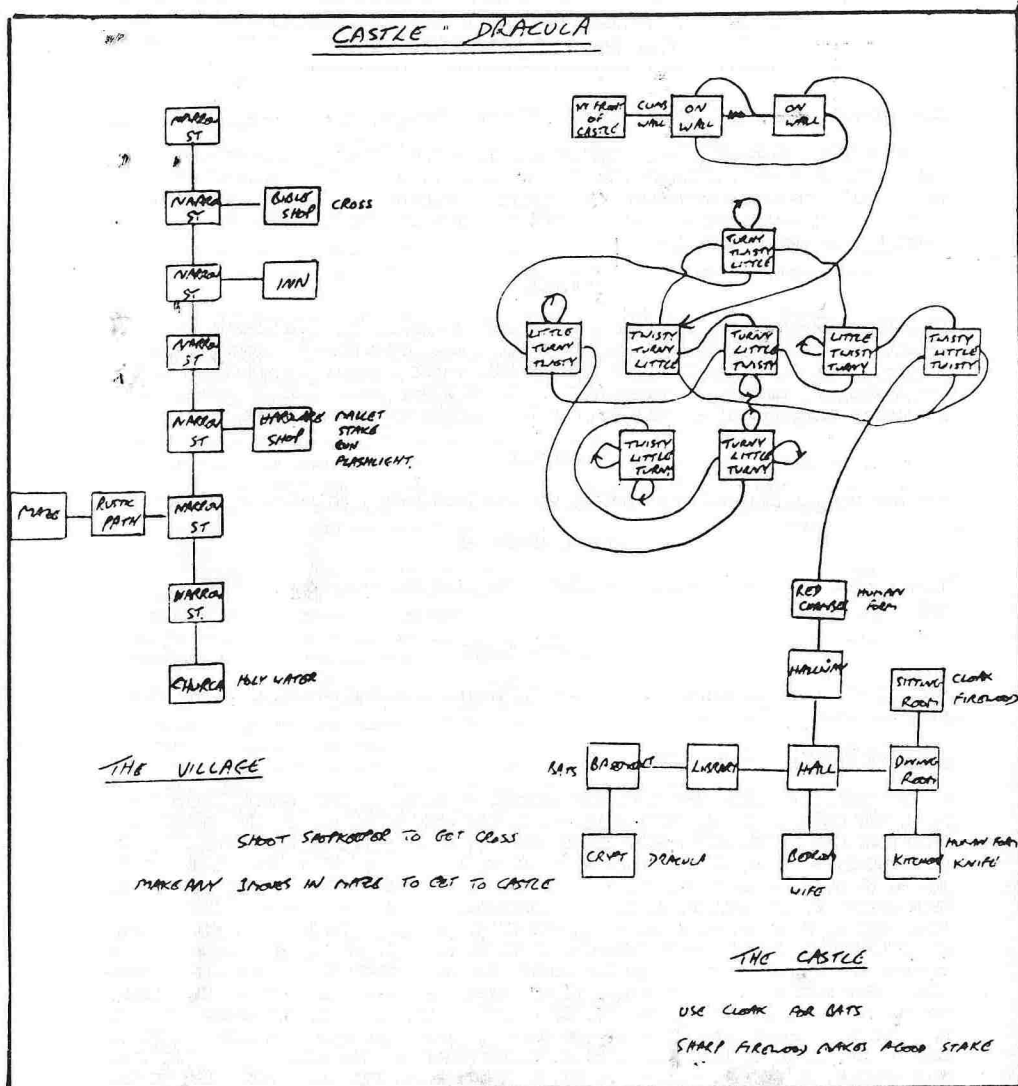 CASTLE DRACULA
NARROW
ST
NARROW
ST
BIBLE
SHOP
CROSS
NARROW
ST
INN
NARROW
ST
NARROW
ST
HARDWARE
SHOP
MALLET
STAKE
GUN
FLASHLIGHT.
MAZE
RUSTIC
PATH
NARROW
ST
NARROW
ST.
CHURCH
HOLY WATER
THE VILLAGE
SHOOT SHOPKEEPER TO GET CROSS
MAKE ANY MOVES IN MAZE TO GET TO CASTLE
IN FRONT
OF
CASTLE
CLIMB
WALL
ON
WALL
ON
WALL
TURNY
TWISTY
LITTLE
LITTLE
TURNY
TWISTY
TWISTY
TURNY
LITTLE
TURNY
LITTLE
TWISTY
LITTLE
TWISTY
TURNY
TWISTY
LITTLE
TWISTY
TWISTY
LITTLE
TURNY
TURNY
LITTLE
TURNY
RED
CHAMBER
HUMAN
FORM
HALLWAY
SITTING
ROOM
CLOAK
FIREWOOD
BATS
BASEMENT
LIBRARY
HALL
DINING
ROOM
CRYPT
DRACULA
BEDROOM
WIFE
KITCHEN
HUMAN FORM
KNIFE
THE CASTLE
USE CLOAK FOR BATS
SHARP FIREWOOD MAKES A GOOD STAKE